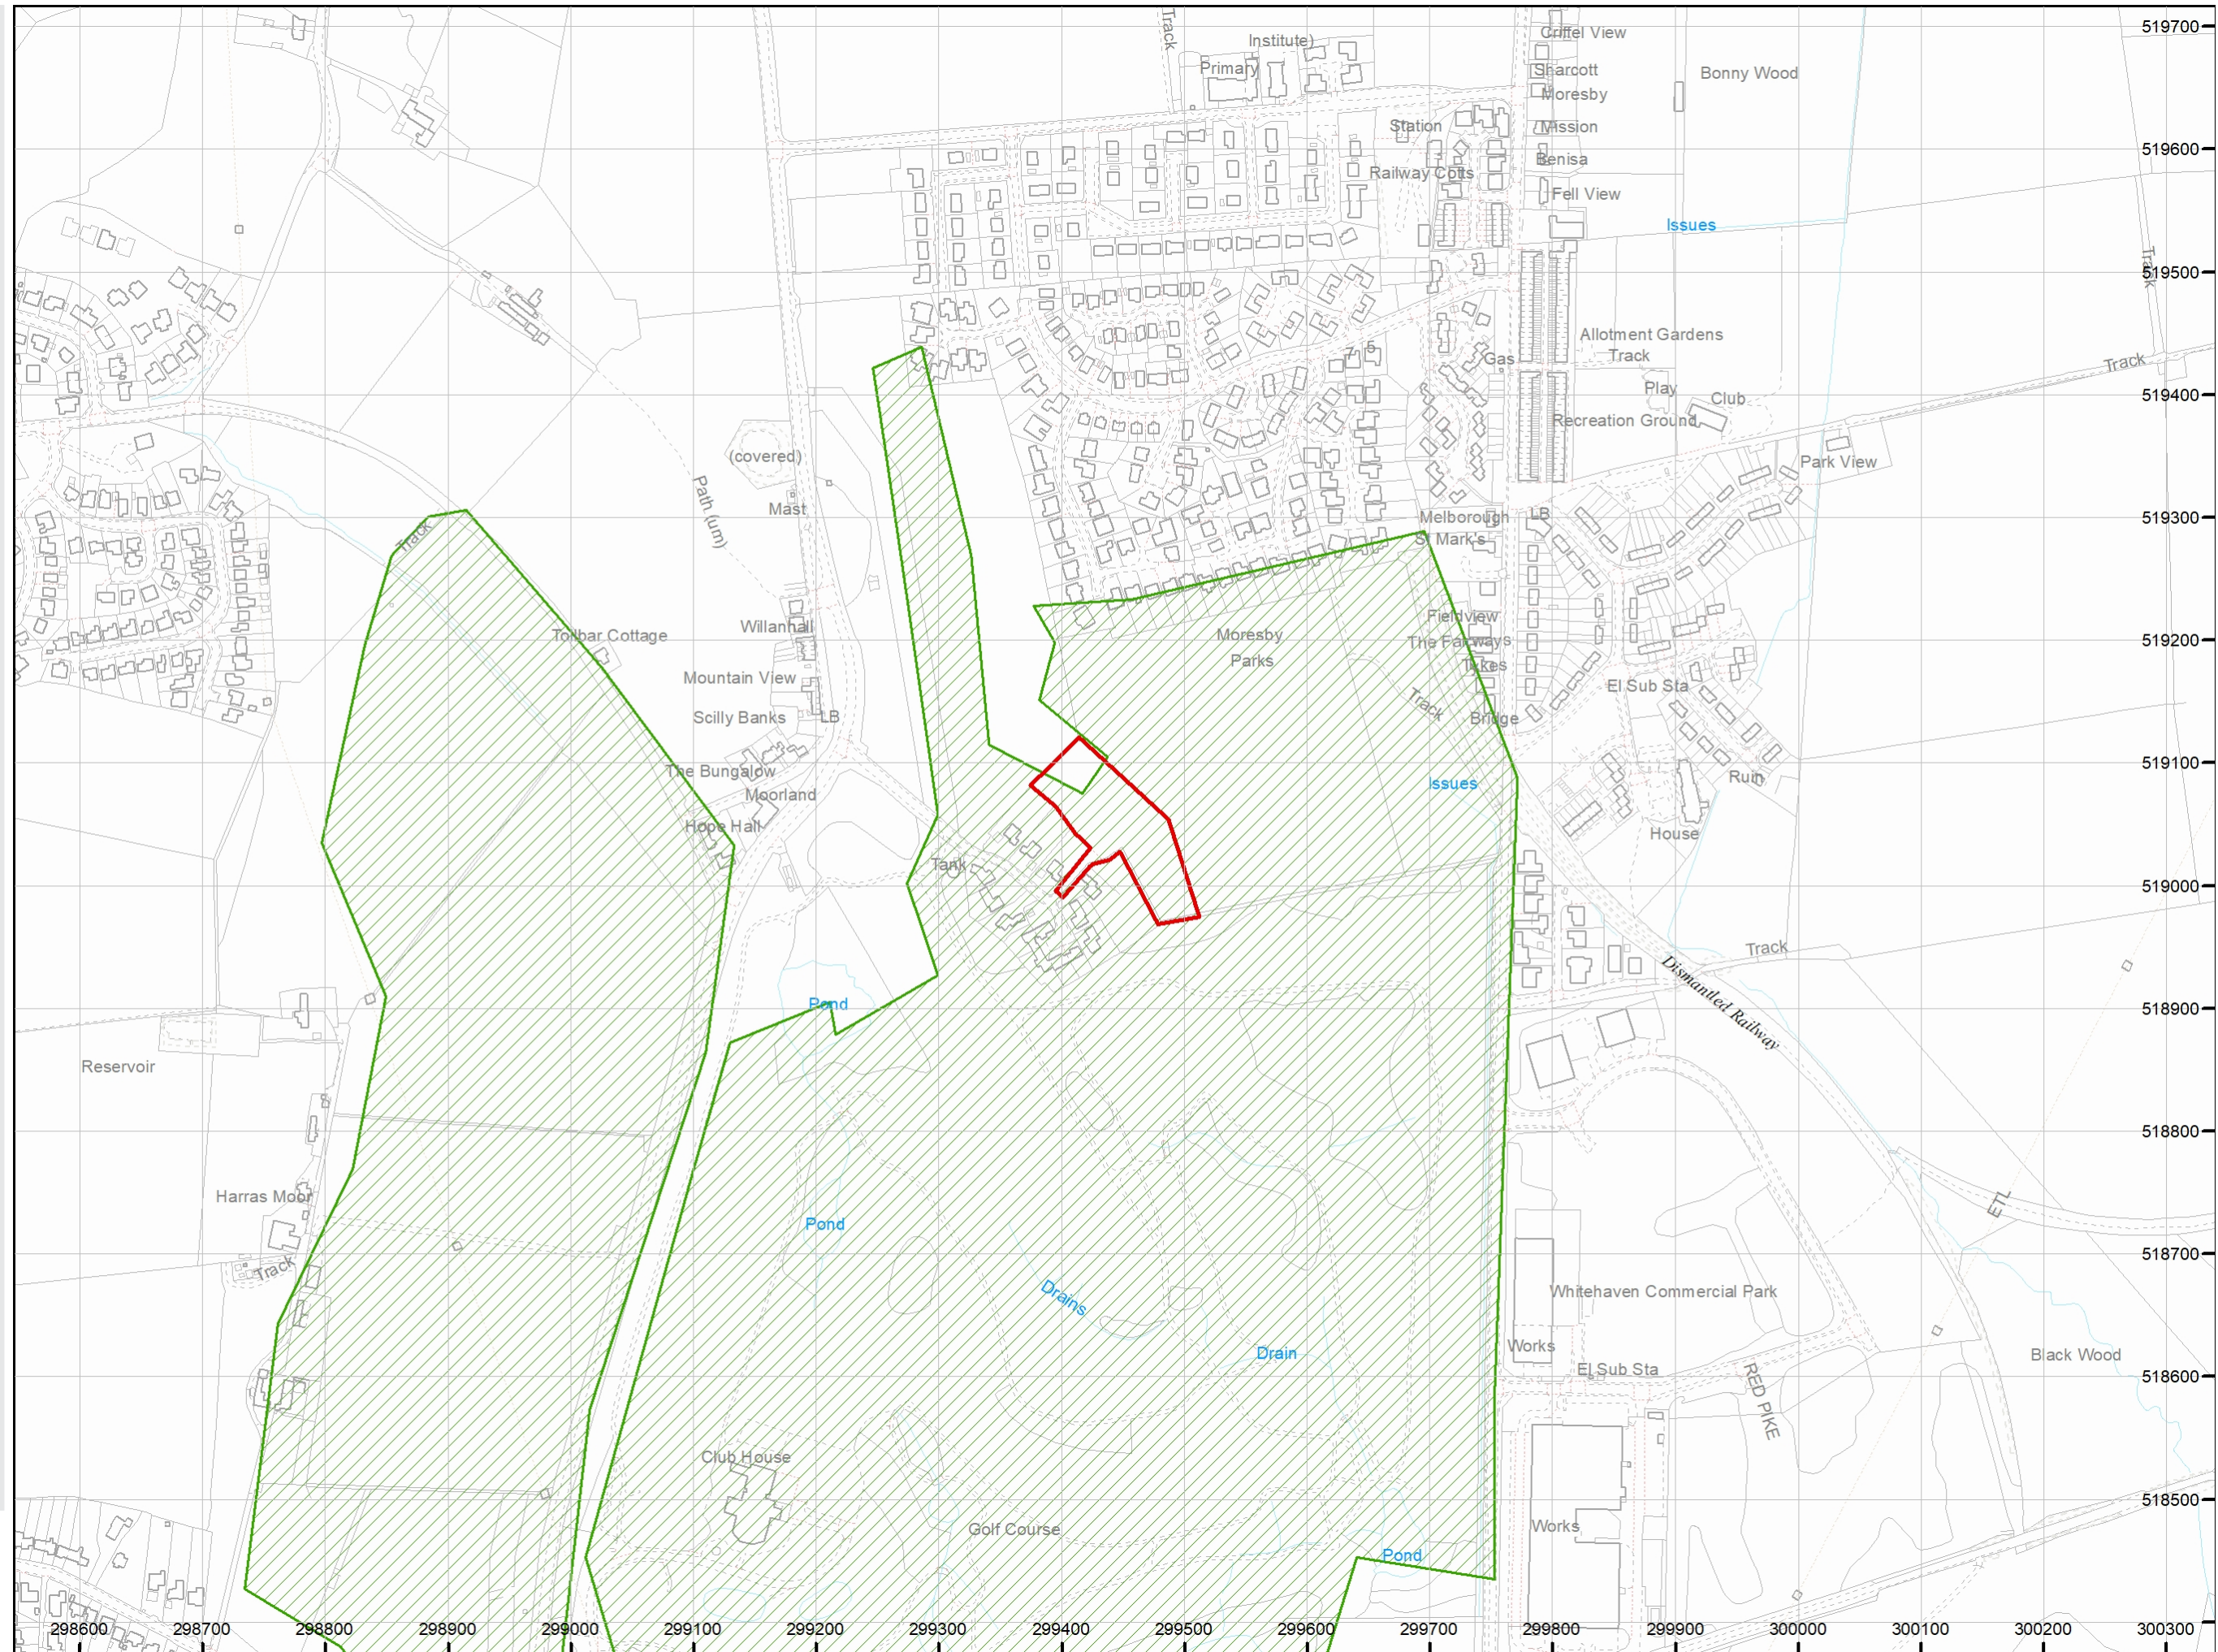 Track
Criffel View
519700
Institute)
Primary
Sharcott
Bonny Wood
Moresby
Station
Mission
519600
Benisa
Railway Cotts
Fell View
Issues
Track
519500
Allotment Gardens
7
5
Gas
Track
Track
Play
Club
519400
Recreation Ground
(covered)
Park View
Path (um)
Mast
Melborough
LB
519300
Track
St Mark's
Fieldview
Willanhall
Tollbar Cottage
Moresby
Parks
The Fairways
519200
Tykes
Mountain View
El Sub Sta
Track
Scilly Banks
LB
Bridge
The Bungalow
519100
Ruin
Issues
Moorland
Hope Hall
House
Tank
519000
Track
Dismantled Railway
Pond
518900
Reservoir
518800
Harras Moor
ETL
Pond
Track
518700
Drains
Whitehaven Commercial Park
Works
Drain
Black Wood
El Sub Sta
518600
RED PIKE
Club House
518500
Golf Course
Works
Pond
298600
298700
298800
298900
299000
299100
299200
299300
299400
299500
299600
299700
299800
299900
300000
300100
300200
300300